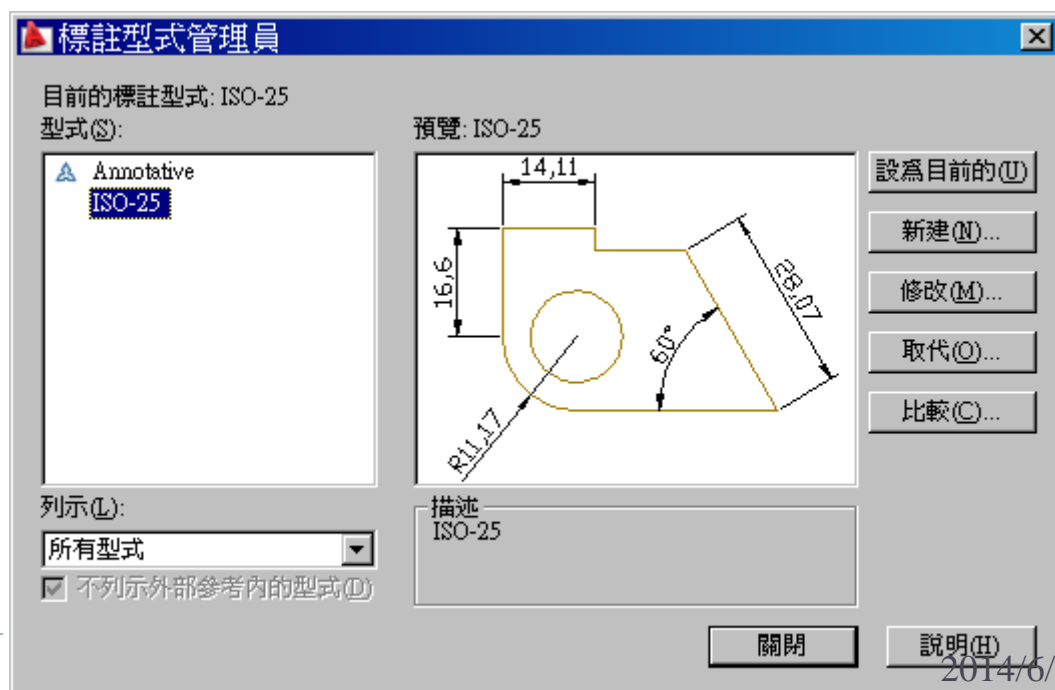 標註型式管理員
目前的標註型式: ISO-25
型式(S):
Annotative
ISO-25
預覽: ISO-25
14,11
16,6
28,07
60°
R11,17
設為目前的(U)
新建(N)...
修改(M)...
取代(O)...
比較(C)...
列示(L):
所有型式
不列示外部參考內的型式(D)
描述
ISO-25
關閉
說明(H)
2014/6/